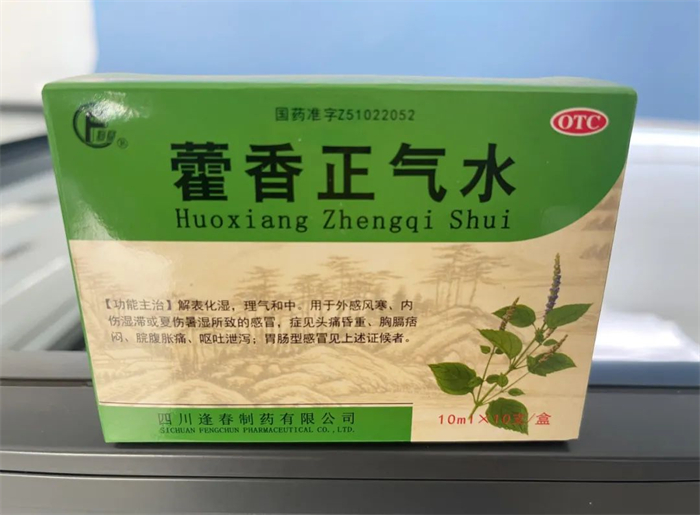 国药准字Z51022052
OTC
藿香正气水
Huoxiang Zhengqi Shui
【功能主治】解表化湿，理气和中。用于外感风寒、内
伤湿滞或夏伤暑湿所致的感冒，症见头痛昏重、胸膈痞
闷、脘腹胀痛、呕吐泄泻；胃肠型感冒见上述证候者。
四川逢春制药有限公司
SICHUAN FENGCHUN PHARMACEUTICAL CO., LTD.
10ml×10支/盒